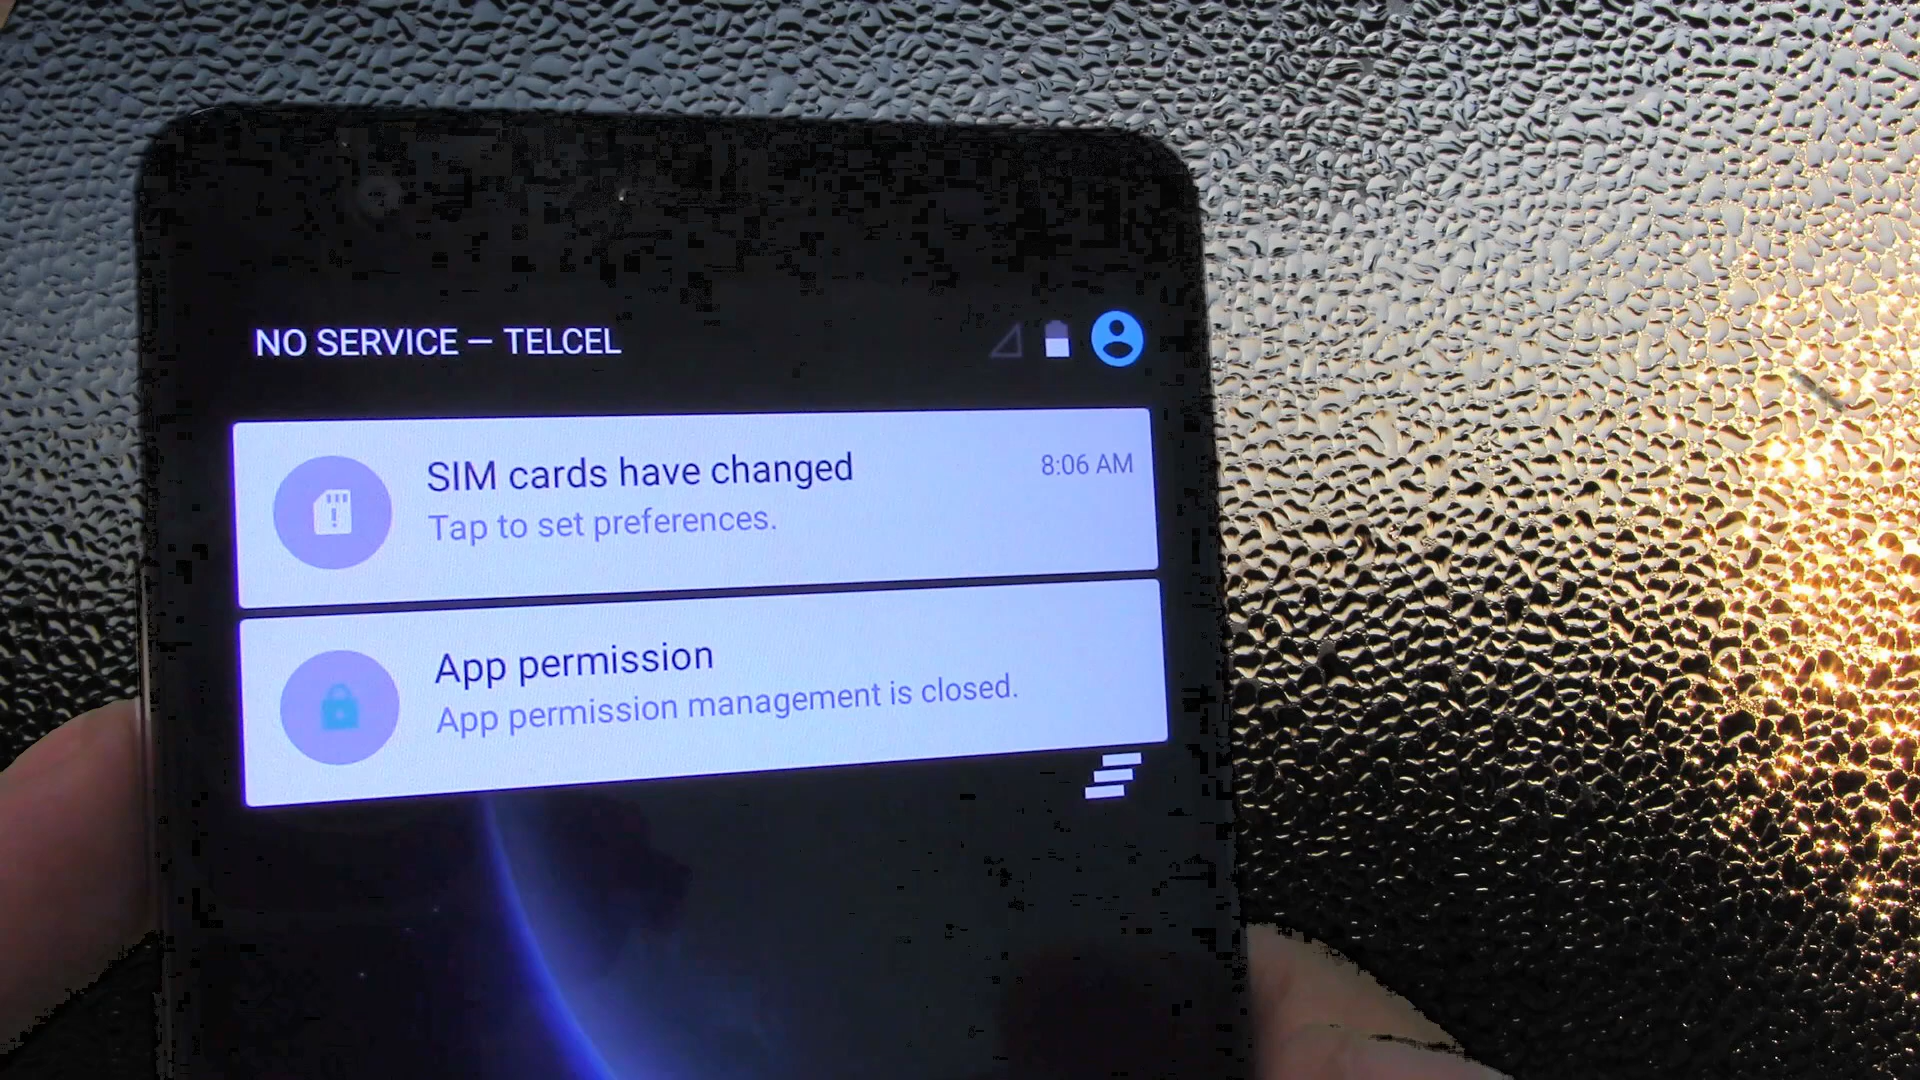 NO SERVICE — TELCEL
SIM cards have changed
8:06 AM
Tap to set preferences.
App permission
App permission management is closed.